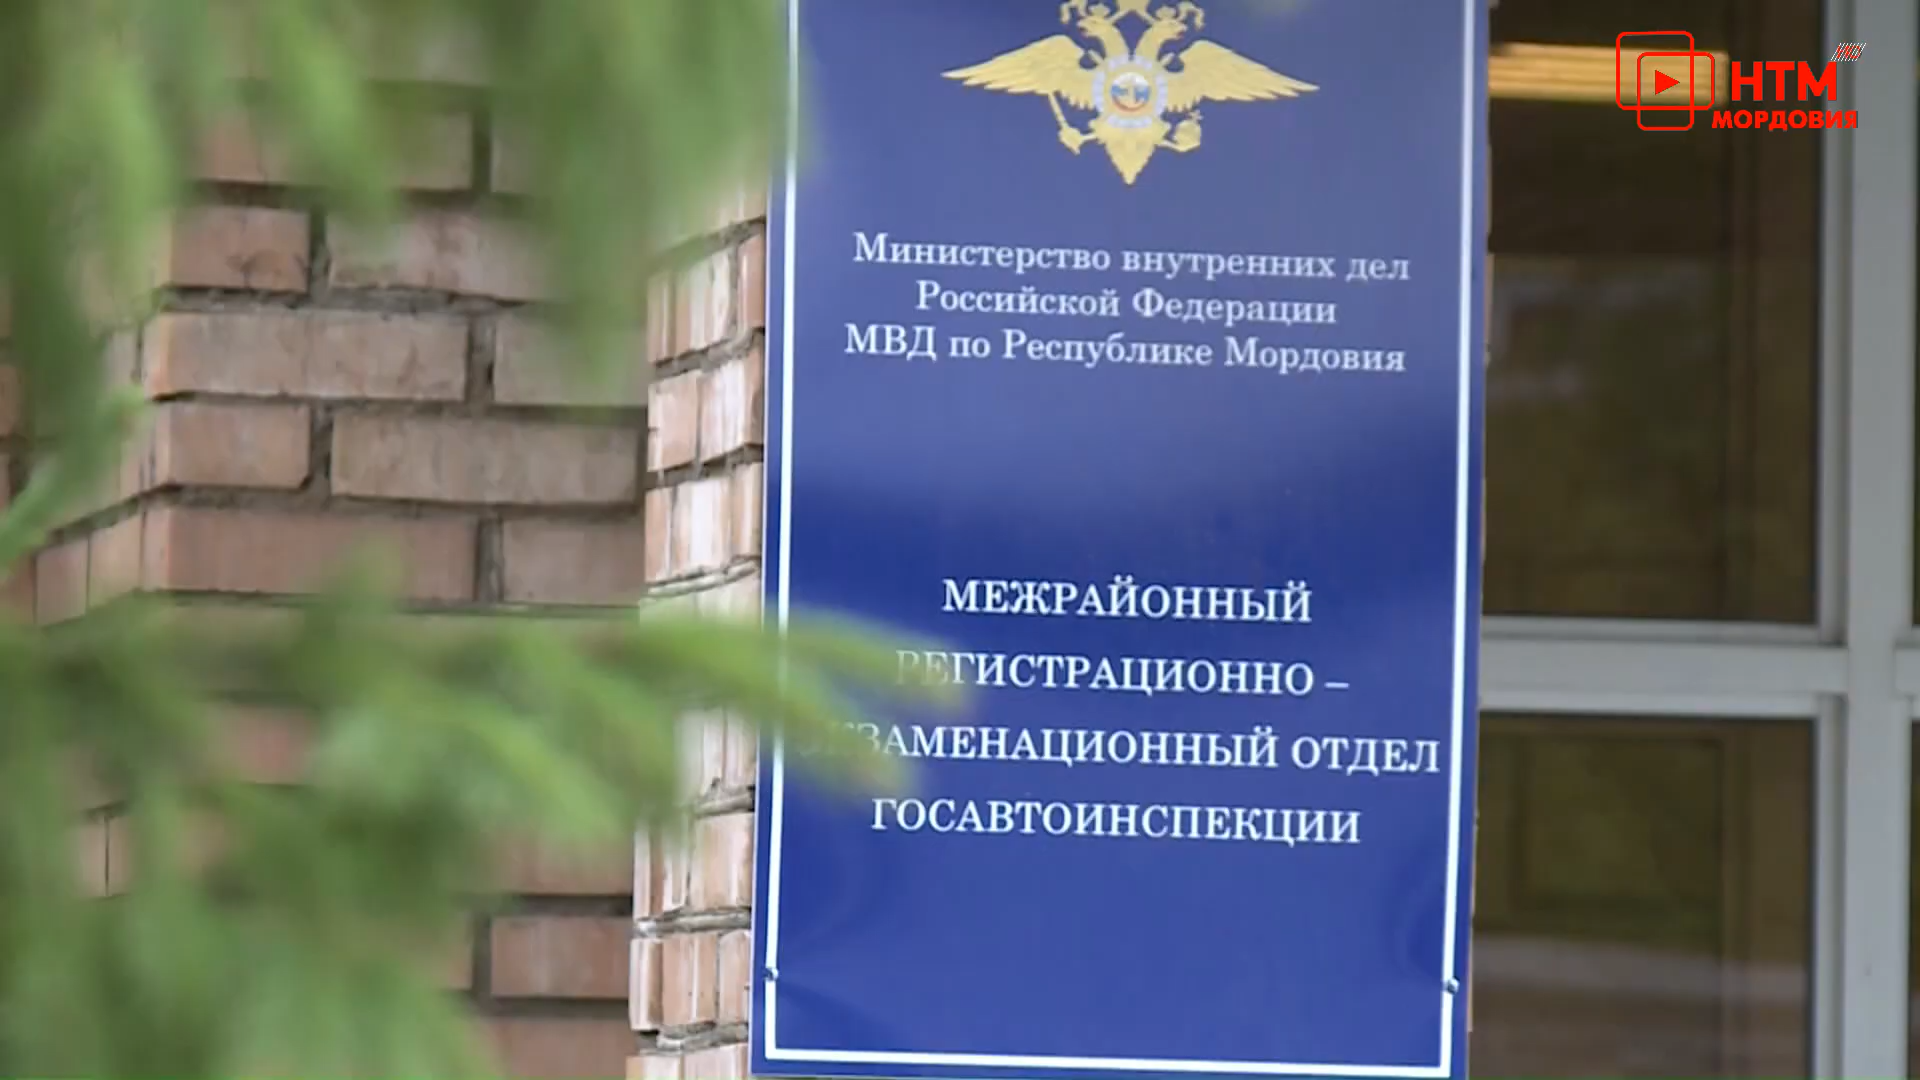 НТМ
МОРДОВИЯ
Министерство внутренних дел
Российской Федерации
МВД по Республике Мордовия
МЕЖРАЙОННЫЙ
РЕГИСТРАЦИОННО –
ЭКЗАМЕНАЦИОННЫЙ ОТДЕЛ
ГОСАВТОИНСПЕКЦИИ